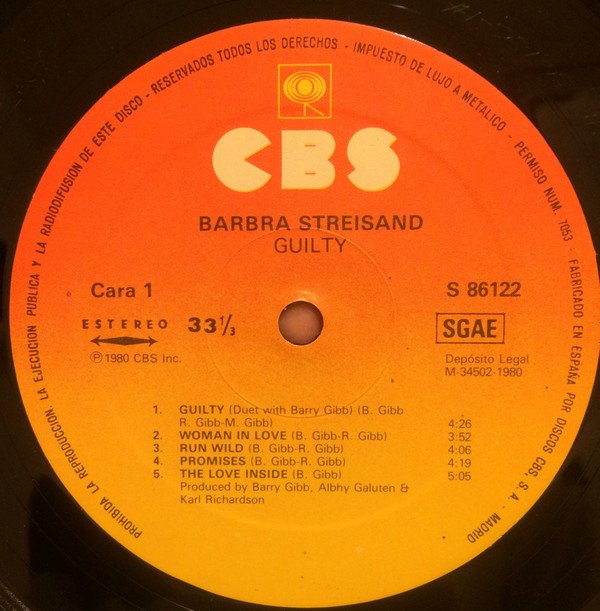 PROHIBIDA LA REPRODUCCION, LA EJECUCION PUBLICA Y LA RADIODIFUSION DE ESTE DISCO - RESERVADOS TODOS LOS DERECHOS - IMPUESTO DE LUJO A METALICO - PERMISO NUM. 7053 - FABRICADO EN ESPAÑA POR DISCOS CBS, S. A. - MADRID
CBS
BARBRA STREISAND
GUILTY
Cara 1
S 86122
ESTEREO 33 1/3
SGAE
Ⓟ 1980 CBS Inc.
Depósito Legal
M-34502-1980
1. GUILTY (Duet with Barry Gibb) (B. Gibb
R. Gibb-M. Gibb) 4:26
2. WOMAN IN LOVE (B. Gibb-R. Gibb) 3:52
3. RUN WILD (B. Gibb-R. Gibb) 4:06
4. PROMISES (B. Gibb-R. Gibb) 4:19
5. THE LOVE INSIDE (B. Gibb) 5:05
Produced by Barry Gibb, Albhy Galuten &
Karl Richardson